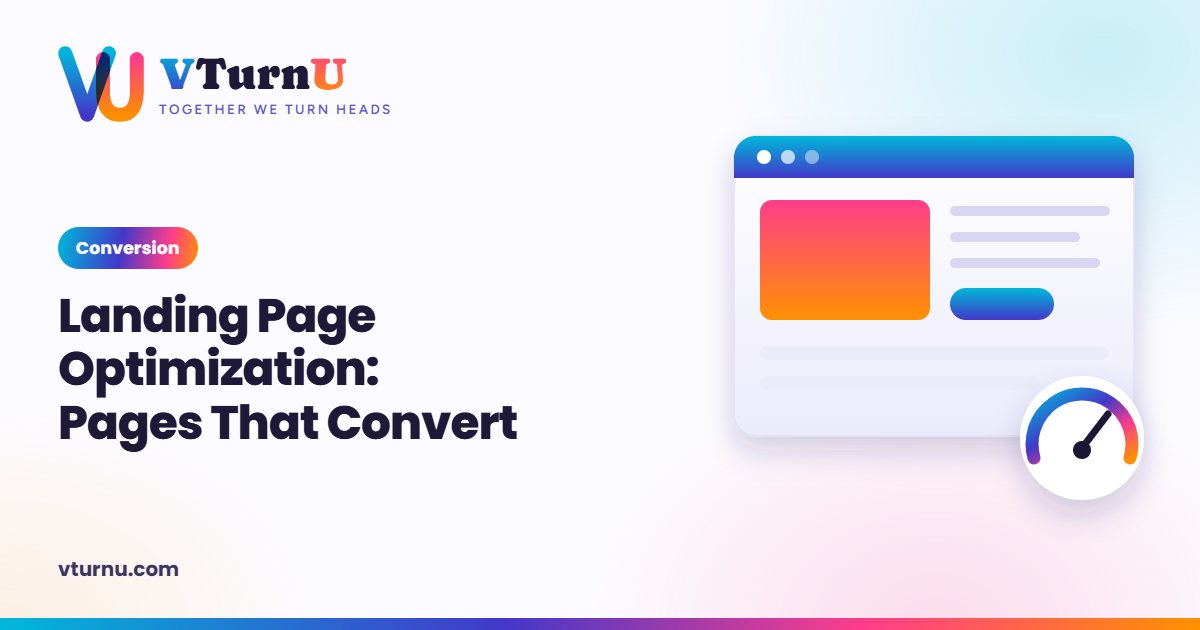 VTurnU
TOGETHER WE TURN HEADS
Conversion
Landing Page
Optimization:
Pages That Convert
vturnu.com